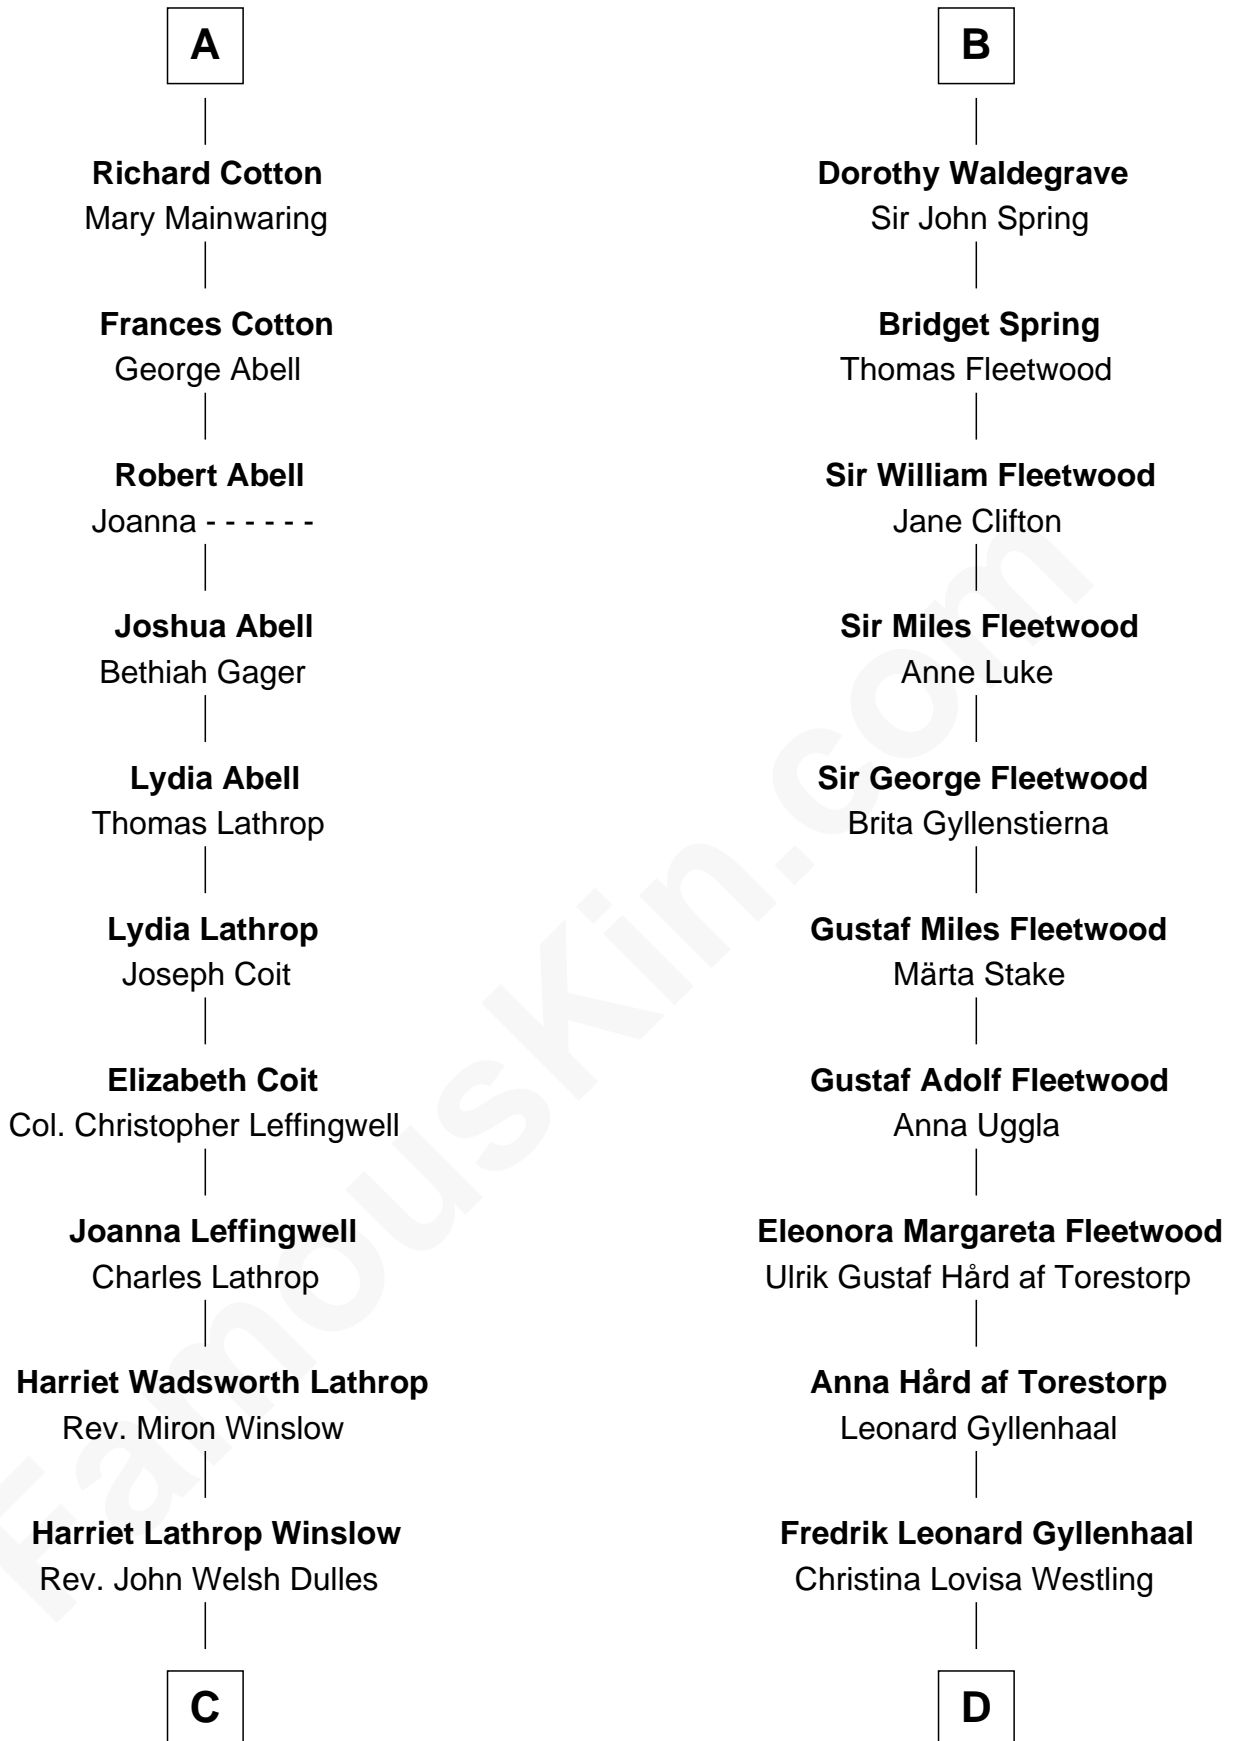 A
Richard Cotton
Mary Mainwaring
Frances Cotton
George Abell
Robert Abell
Joanna - - - - - -
Joshua Abell
Bethiah Gager
Lydia Abell
Thomas Lathrop
Lydia Lathrop
Joseph Coit
Elizabeth Coit
Col. Christopher Leffingwell
Joanna Leffingwell
Charles Lathrop
Harriet Wadsworth Lathrop
Rev. Miron Winslow
Harriet Lathrop Winslow
Rev. John Welsh Dulles
C
B
Dorothy Waldegrave
Sir John Spring
Bridget Spring
Thomas Fleetwood
Sir William Fleetwood
Jane Clifton
Sir Miles Fleetwood
Anne Luke
Sir George Fleetwood
Brita Gyllenstierna
Gustaf Miles Fleetwood
Märta Stake
Gustaf Adolf Fleetwood
Anna Uggla
Eleonora Margareta Fleetwood
Ulrik Gustaf Hård af Torestorp
Anna Hård af Torestorp
Leonard Gyllenhaal
Fredrik Leonard Gyllenhaal
Christina Lovisa Westling
D
FamousKin.com